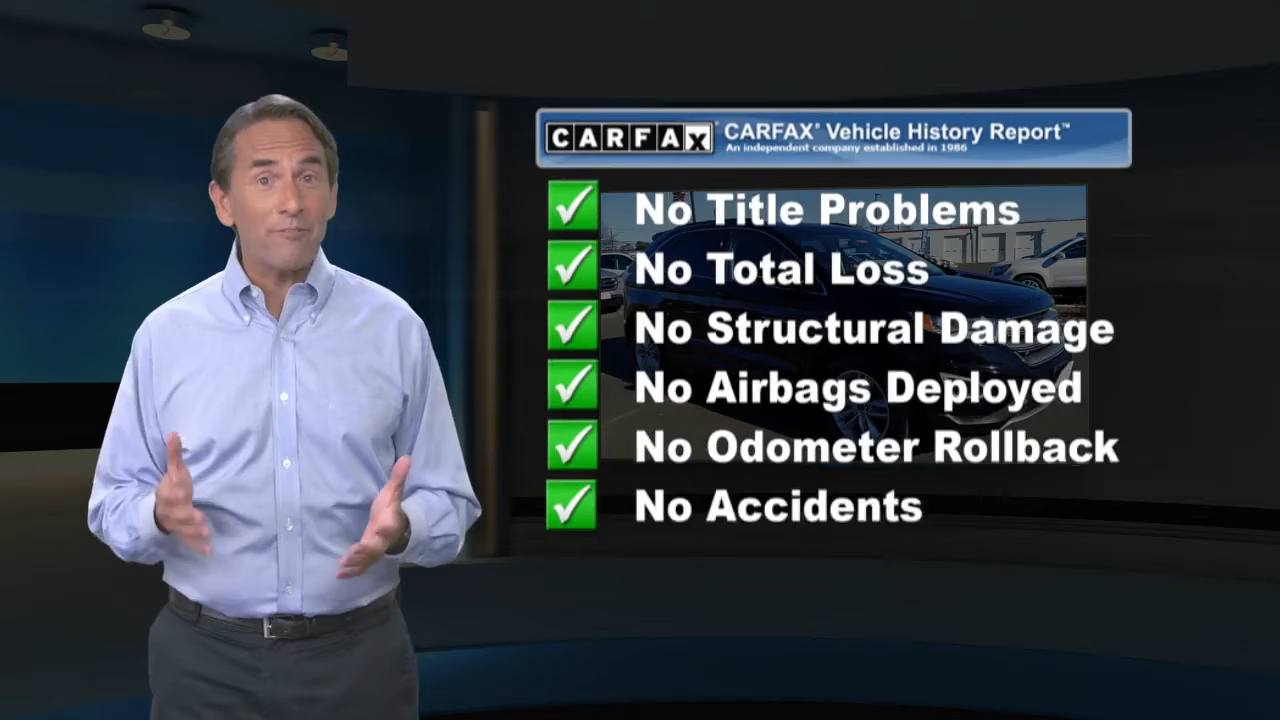 CARFAX® CARFAX® Vehicle History Report™
An independent company established in 1986
No Title Problems
No Total Loss
No Structural Damage
No Airbags Deployed
No Odometer Rollback
No Accidents